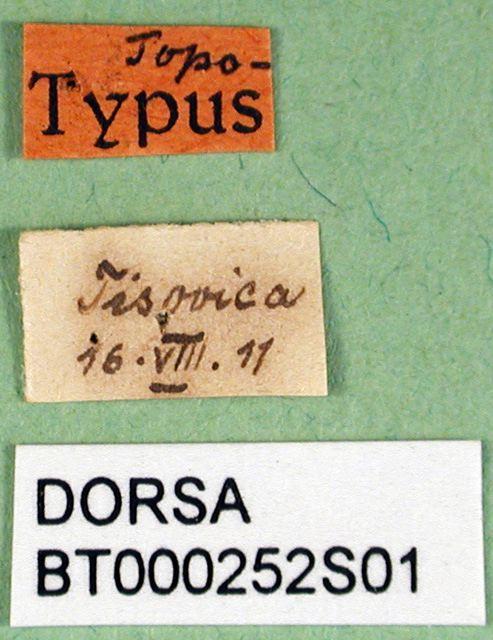 Topo-
Typus
Tisovica
16. VIII. 11
DORSA
BT000252S01